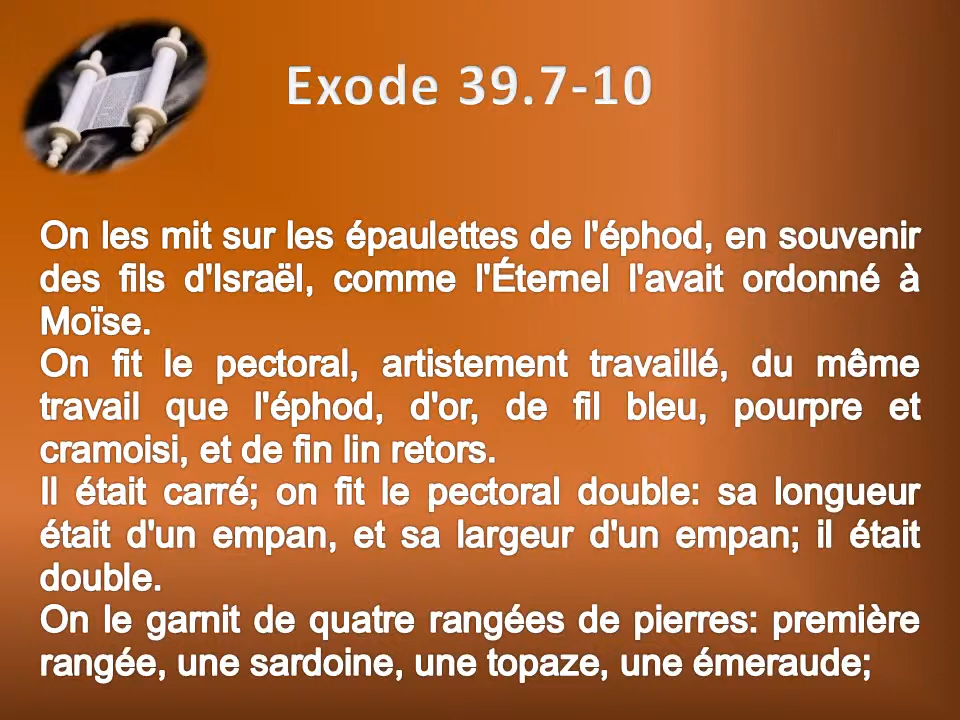 Exode 39.7-10
On les mit sur les épaulettes de l'éphod, en souvenir
des fils d'Israël, comme l'Éternel l'avait ordonné à
Moïse.
On fit le pectoral, artistement travaillé, du même
travail que l'éphod, d'or, de fil bleu, pourpre et
cramoisi, et de fin lin retors.
Il était carré; on fit le pectoral double: sa longueur
était d'un empan, et sa largeur d'un empan; il était
double.
On le garnit de quatre rangées de pierres: première
rangée, une sardoine, une topaze, une émeraude;